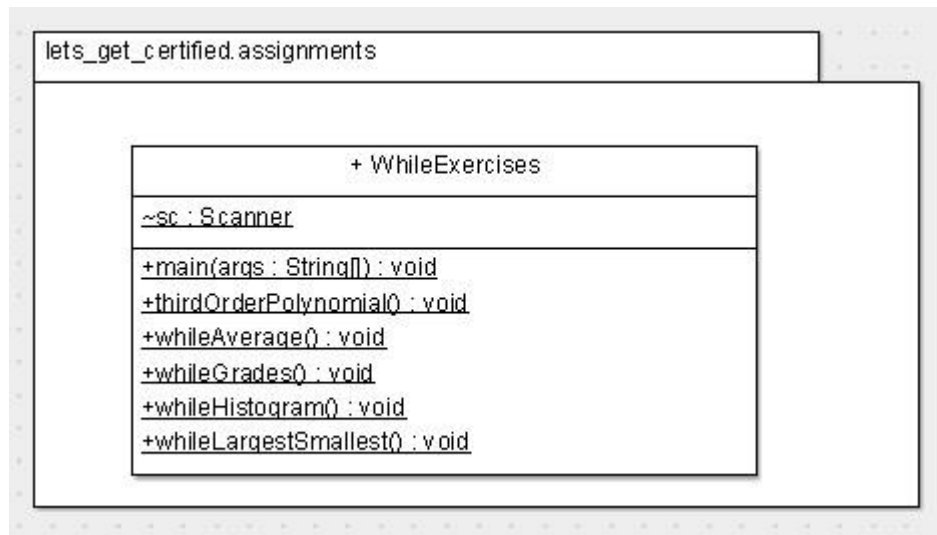 lets_get_certified.assignments
+ WhileExercises
~sc : Scanner
+main(args : String[]) : void
+thirdOrderPolynomial() : void
+whileAverage() : void
+whileGrades() : void
+whileHistogram() : void
+whileLargestSmallest() : void